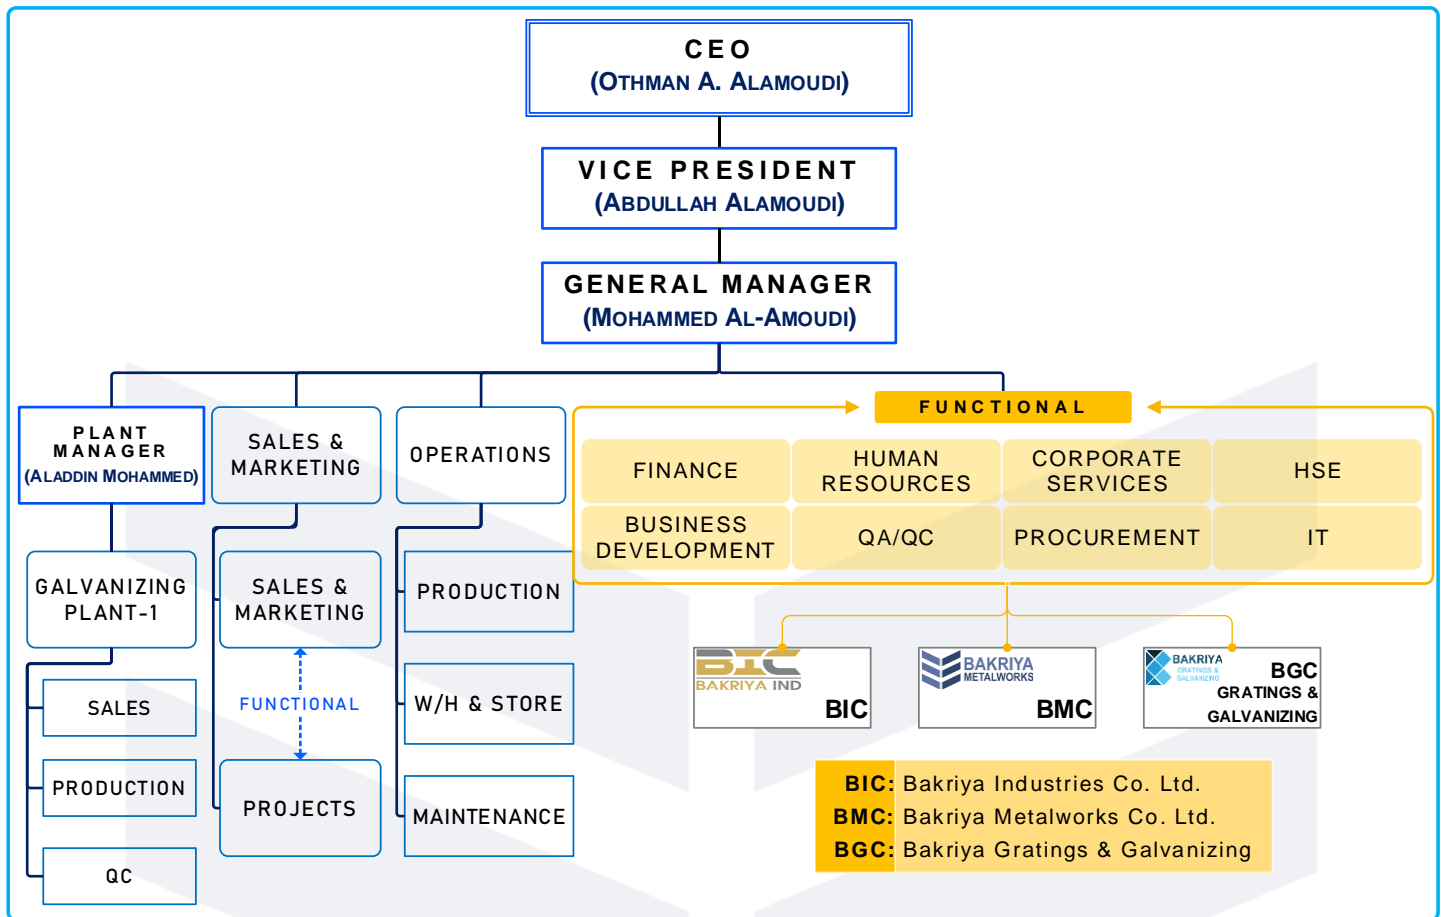 CEO
(OTHMAN A. ALAMOUDI)
VICE PRESIDENT
(ABDULLAH ALAMOUDI)
GENERAL MANAGER
(MOHAMMED AL-AMOUDI)
PLANT
MANAGER
(ALADDIN MOHAMMED)
SALES &
MARKETING
OPERATIONS
FUNCTIONAL
FINANCE
HUMAN
RESOURCES
CORPORATE
SERVICES
HSE
BUSINESS
DEVELOPMENT
QA/QC
PROCUREMENT
IT
GALVANIZING
PLANT-1
SALES
PRODUCTION
QC
SALES &
MARKETING
FUNCTIONAL
PROJECTS
PRODUCTION
W/H & STORE
MAINTENANCE
BIC
BAKRIYA IND
BIC
BAKRIYA
METALWORKS
BMC
BAKRIYA
GRATINGS &
GALVANIZING
BGC
GRATINGS &
GALVANIZING
BIC: Bakriya Industries Co. Ltd.
BMC: Bakriya Metalworks Co. Ltd.
BGC: Bakriya Gratings & Galvanizing